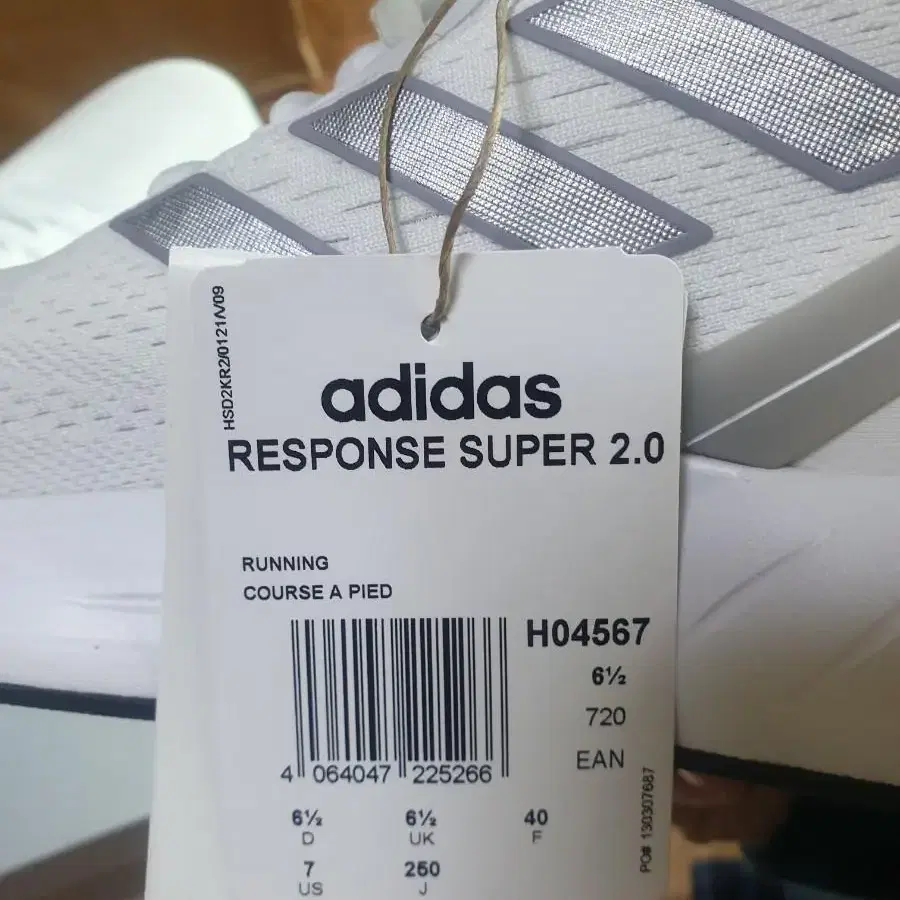 HSD2KR2/0121/V/09
adidas
RESPONSE SUPER 2.0
RUNNING
COURSE A PIED
H04567
6½
720
EAN
4 064047 225266
6½ 6½ 40
D UK F
7 250
US J
PO# 130307687